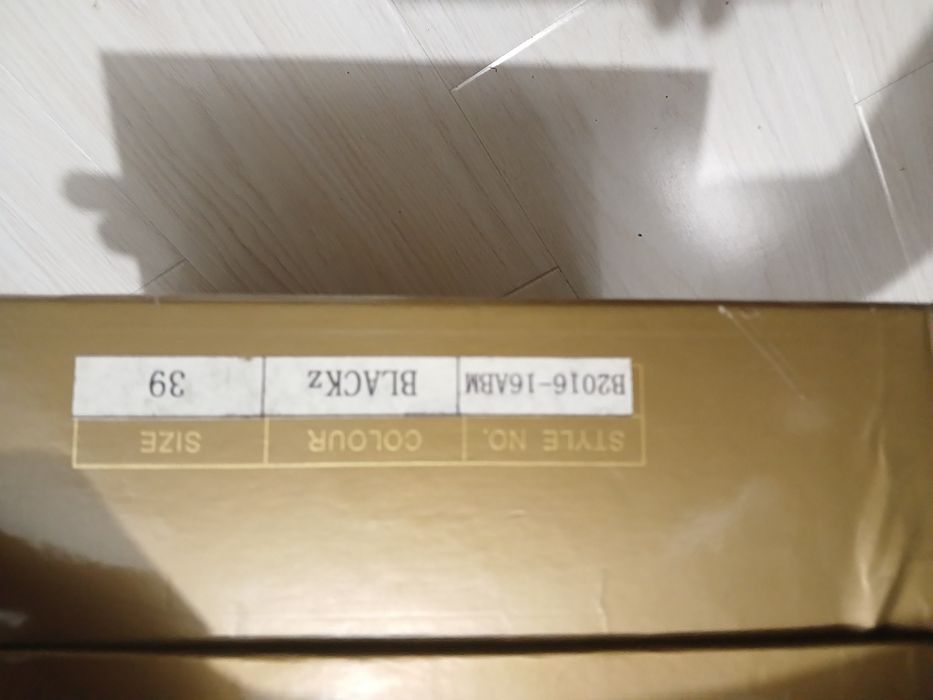 STYLE NO. COLOUR SIZE
B2016-16ABM BLACKz 39